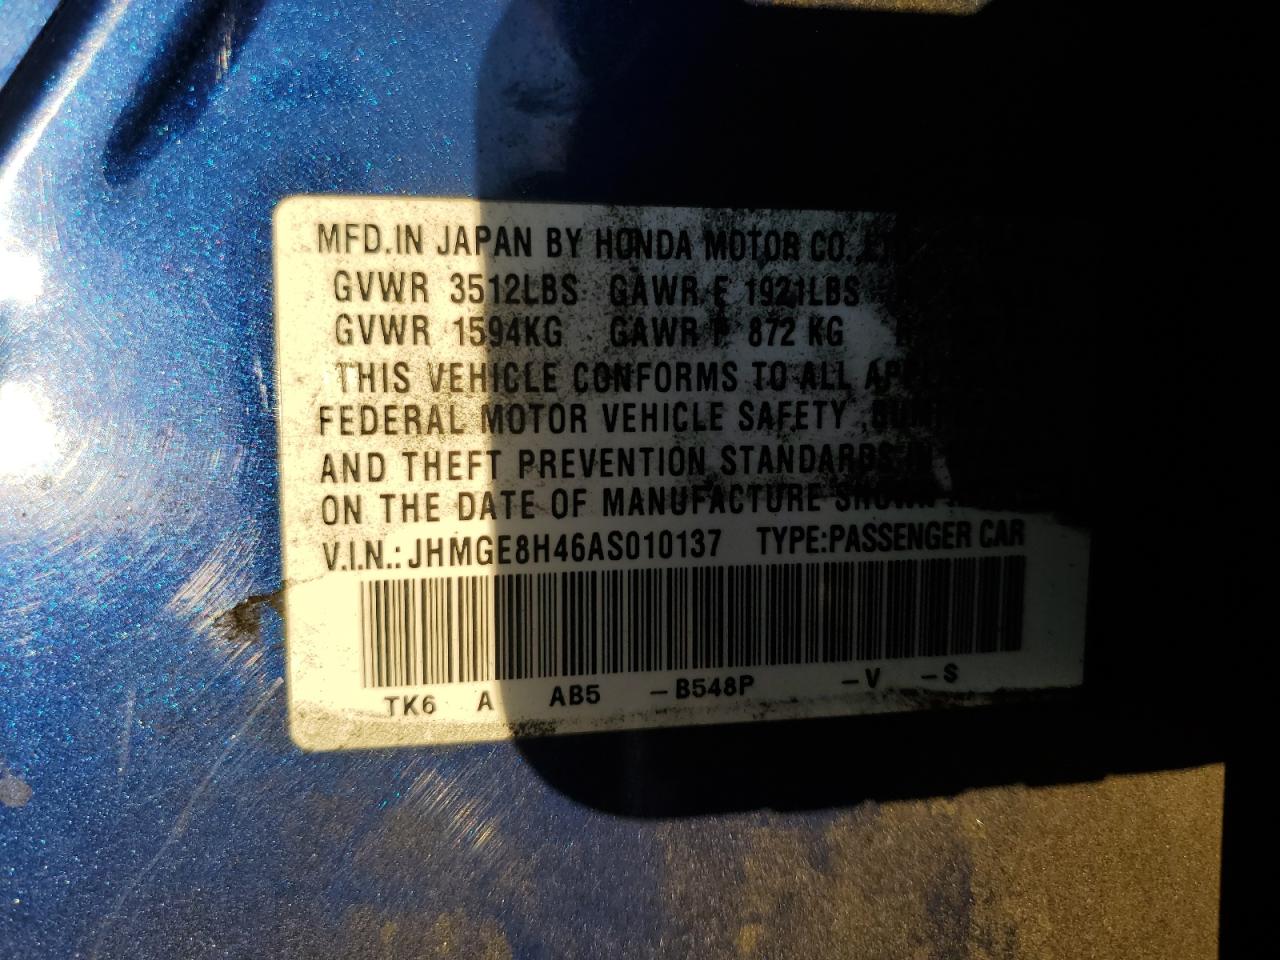 MFD.IN JAPAN BY HONDA MOTOR CO.,
GVWR 3512LBS GAWR F 1921LBS
GVWR 1594KG GAWR F 872 KG
THIS VEHICLE CONFORMS TO ALL
FEDERAL MOTOR VEHICLE SAFETY,
AND THEFT PREVENTION STANDARDS IN
ON THE DATE OF MANUFACTURE SHOWN
V.I.N.: JHMGE8H46AS010137 TYPE:PASSENGER CAR
TK6 A AB5 -B548P -V -S